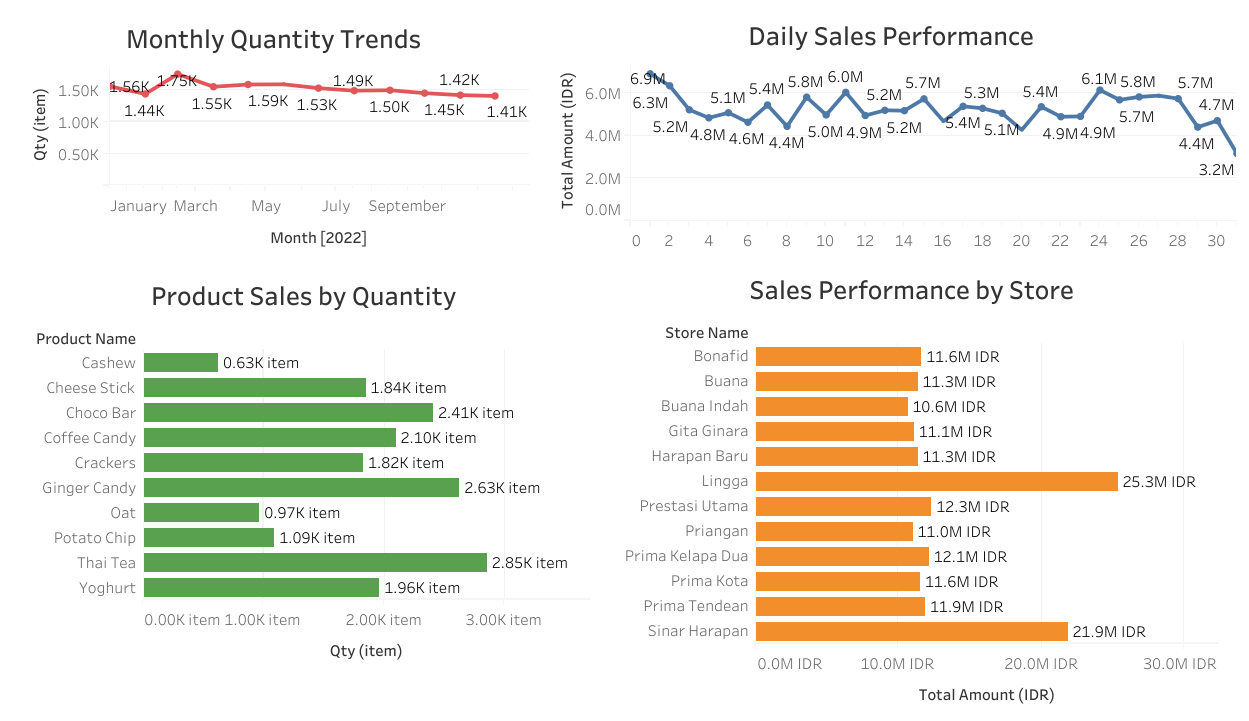 Monthly Quantity Trends
Qty (item)
1.50K
1.00K
0.50K
1.56K
1.44K
1.75K
1.55K
1.59K
1.53K
1.49K
1.50K
1.45K
1.42K
1.41K
January March May July September
Month [2022]
Daily Sales Performance
Total Amount (IDR)
6.0M
4.0M
2.0M
0.0M
6.9M
6.3M
5.2M
4.8M
5.1M
4.6M
5.4M
4.4M
5.8M
5.0M
6.0M
4.9M
5.2M
5.2M
5.7M
5.4M
5.3M
5.1M
5.4M
4.9M
4.9M
6.1M
5.7M
5.8M
5.7M
4.4M
4.7M
3.2M
0 2 4 6 8 10 12 14 16 18 20 22 24 26 28 30
Product Sales by Quantity
Product Name
Cashew 0.63K item
Cheese Stick 1.84K item
Choco Bar 2.41K item
Coffee Candy 2.10K item
Crackers 1.82K item
Ginger Candy 2.63K item
Oat 0.97K item
Potato Chip 1.09K item
Thai Tea 2.85K item
Yoghurt 1.96K item
0.00K item 1.00K item 2.00K item 3.00K item
Qty (item)
Sales Performance by Store
Store Name
Bonafid 11.6M IDR
Buana 11.3M IDR
Buana Indah 10.6M IDR
Gita Ginara 11.1M IDR
Harapan Baru 11.3M IDR
Lingga 25.3M IDR
Prestasi Utama 12.3M IDR
Priangan 11.0M IDR
Prima Kelapa Dua 12.1M IDR
Prima Kota 11.6M IDR
Prima Tendean 11.9M IDR
Sinar Harapan 21.9M IDR
0.0M IDR 10.0M IDR 20.0M IDR 30.0M IDR
Total Amount (IDR)